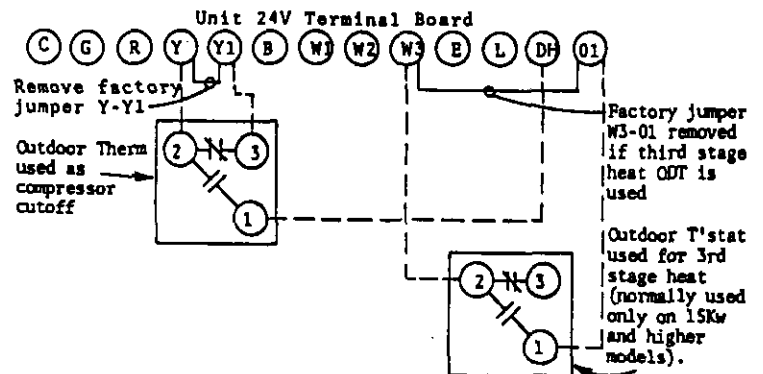 Unit 24V Terminal Board
C G R Y Y1 B W1 W2 W3 E L DH 01
Remove factory
jumper Y-Y1
Outdoor Therm
used as
compressor
cutoff
2 3
1
Factory jumper
W3-01 removed
if third stage
heat ODT is
used
Outdoor T'stat
used for 3rd
stage heat
(normally used
only on 15Kw
and higher
models).
2 3
1